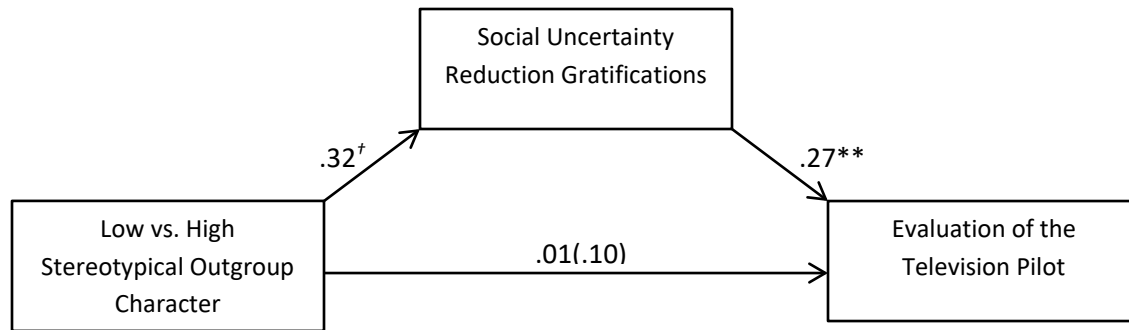 Social Uncertainty
Reduction Gratifications
.32†
.27**
Low vs. High
Stereotypical Outgroup
Character
.01(.10)
Evaluation of the
Television Pilot